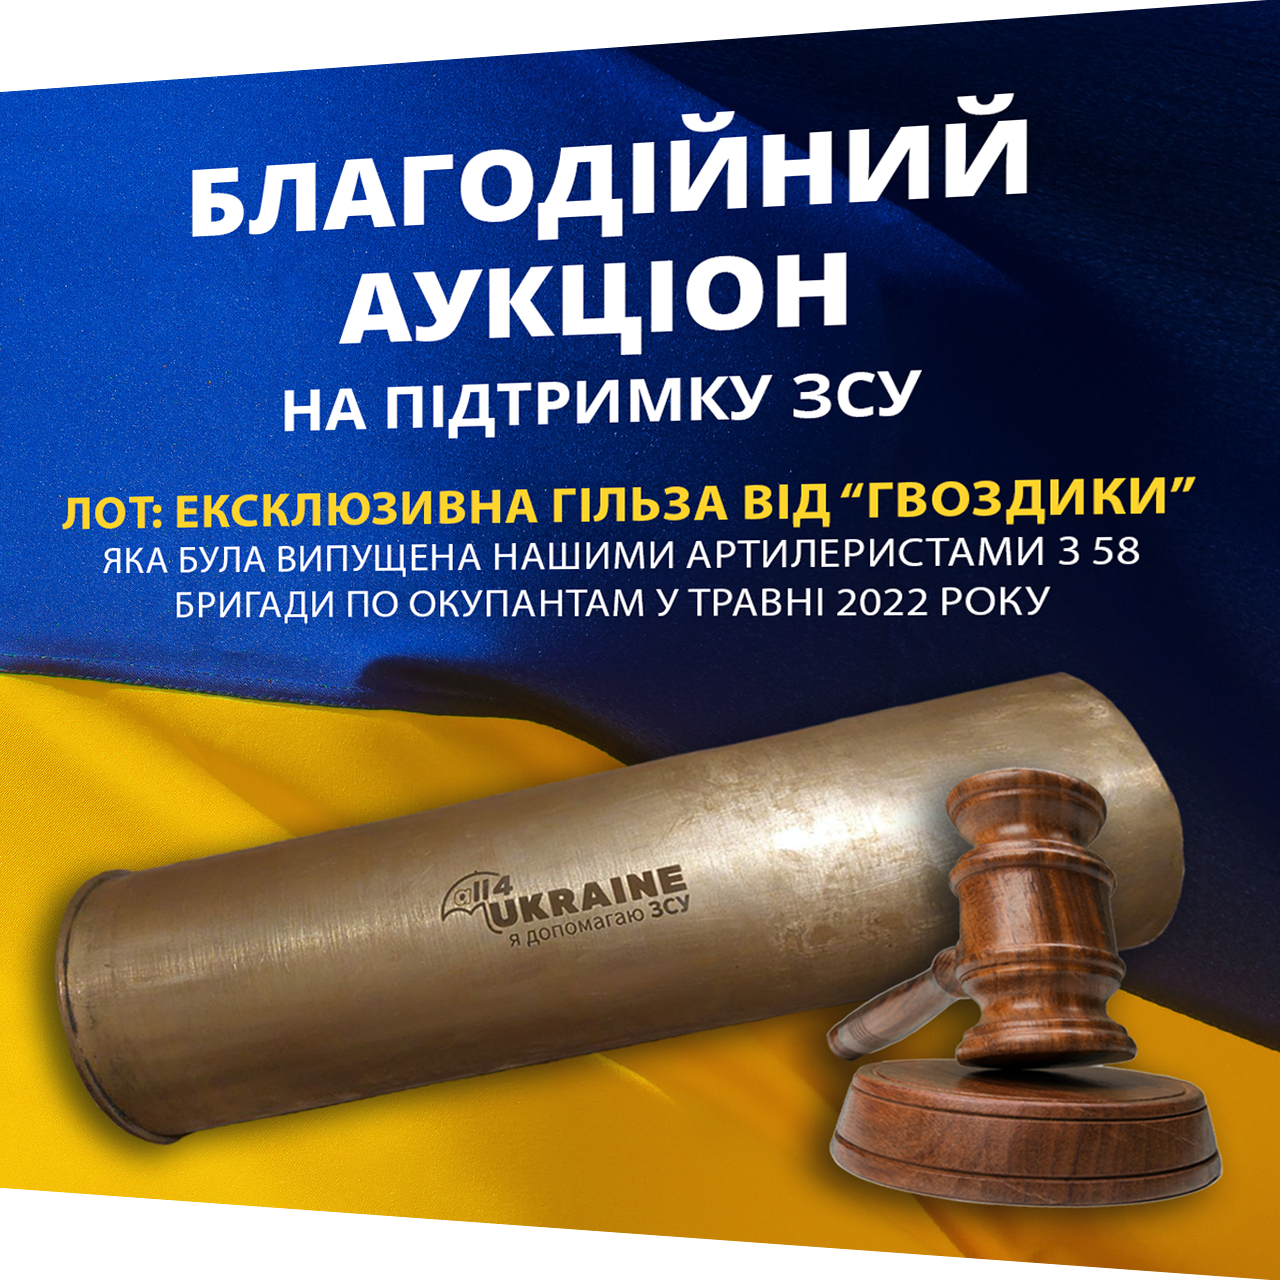 БЛАГОДІЙНИЙ
АУКЦІОН
НА ПІДТРИМКУ ЗСУ
ЛОТ: ЕКСКЛЮЗИВНА ГІЛЬЗА ВІД “ГВОЗДИКИ”
ЯКА БУЛА ВИПУЩЕНА НАШИМИ АРТИЛЕРИСТАМИ З 58
БРИГАДИ ПО ОКУПАНТАМ У ТРАВНІ 2022 РОКУ
all4
UKRAINE
я допомагаю ЗСУ